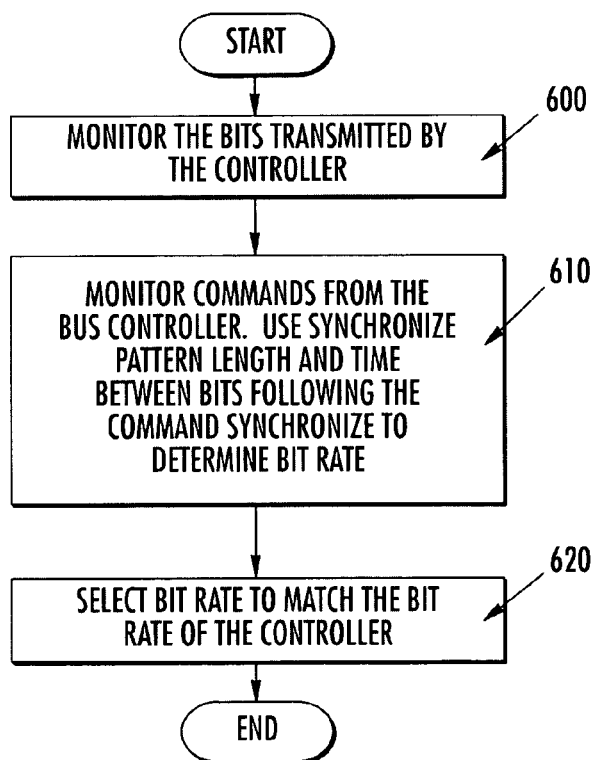 START
600
MONITOR THE BITS TRANSMITTED BY
THE CONTROLLER
610
MONITOR COMMANDS FROM THE
BUS CONTROLLER. USE SYNCHRONIZE
PATTERN LENGTH AND TIME
BETWEEN BITS FOLLOWING THE
COMMAND SYNCHRONIZE TO
DETERMINE BIT RATE
620
SELECT BIT RATE TO MATCH THE BIT
RATE OF THE CONTROLLER
END